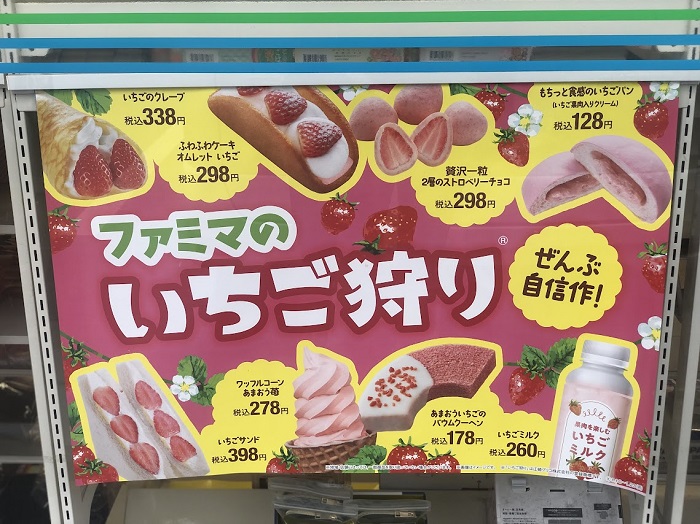 いちごのクレープ
税込338円
ふわふわケーキ
オムレット いちご
税込298円
贅沢一粒
2層のストロベリーチョコ
税込298円
もちっと食感のいちごパン
(いちご果肉入りクリーム)
税込128円
ファミマの
いちご狩り®
ぜんぶ
自信作!
ワッフルコーン
あまおう苺
税込278円
いちごサンド
税込398円
あまおういちごの
バウムクーヘン
税込178円
いちごミルク
税込260円
果肉を楽しむ
いちご
ミルク